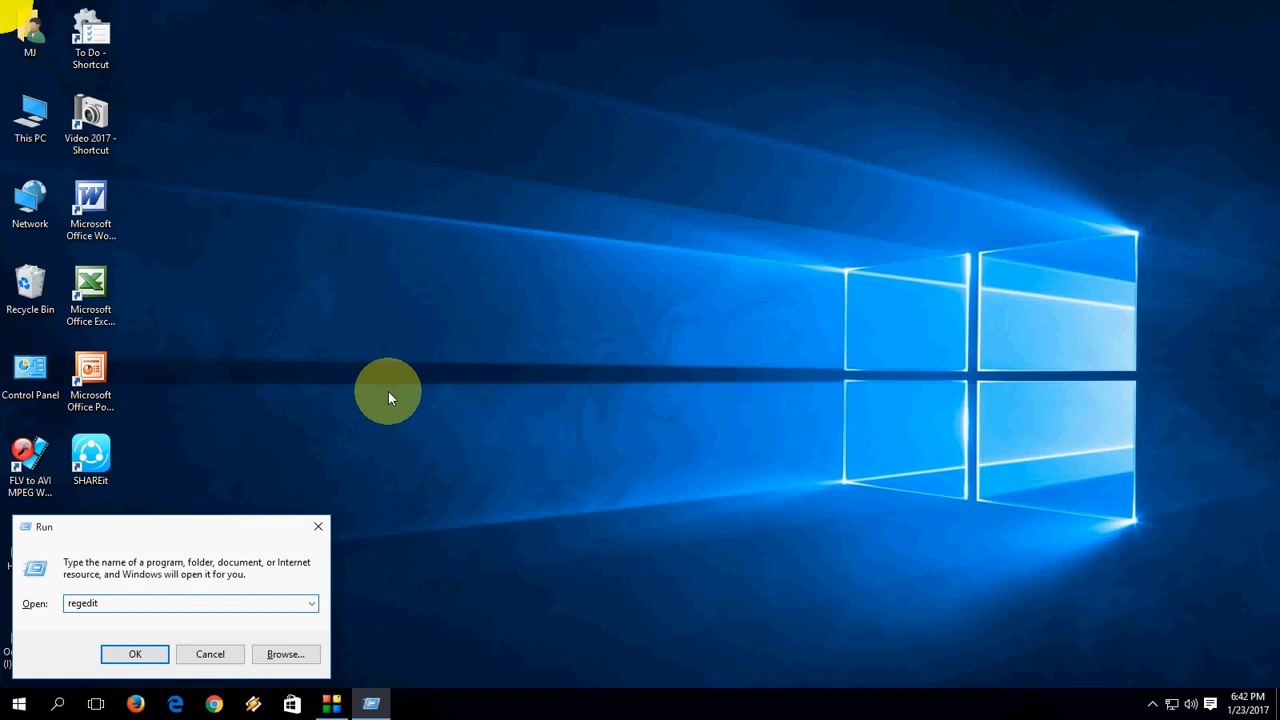 MJ
To Do -
Shortcut
This PC
Video 2017 -
Shortcut
Network
Microsoft
Office Wo...
Recycle Bin
Microsoft
Office Exc...
Control Panel
Microsoft
Office Po...
FLV to AVI
MPEG W...
SHAREit
Run
Type the name of a program, folder, document, or Internet
resource, and Windows will open it for you.
Open:
regedit
OK
Cancel
Browse...
6:42 PM
1/23/2017